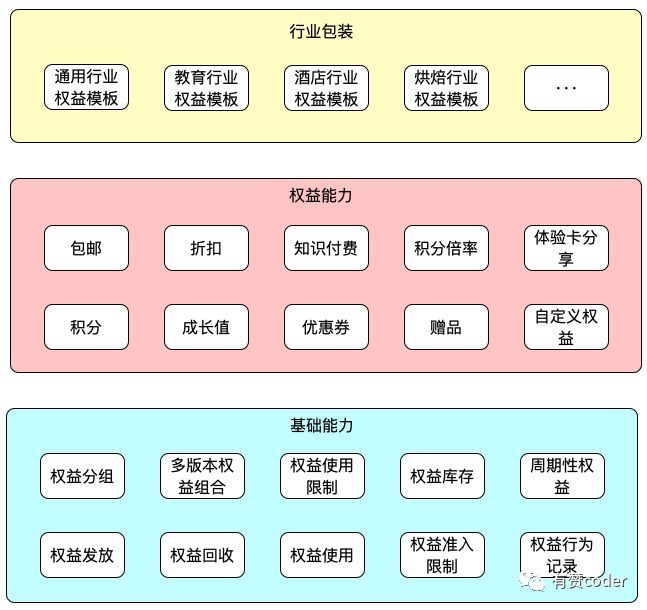 行业包装
通用行业
权益模板
教育行业
权益模板
酒店行业
权益模板
烘焙行业
权益模板
...
权益能力
包邮
折扣
知识付费
积分倍率
体验卡分
享
积分
成长值
优惠券
赠品
自定义权
益
基础能力
权益分组
多版本权
益组合
权益使用
限制
权益库存
周期性权
益
权益发放
权益回收
权益使用
权益准入
限制
权益行为
记录
有赞coder